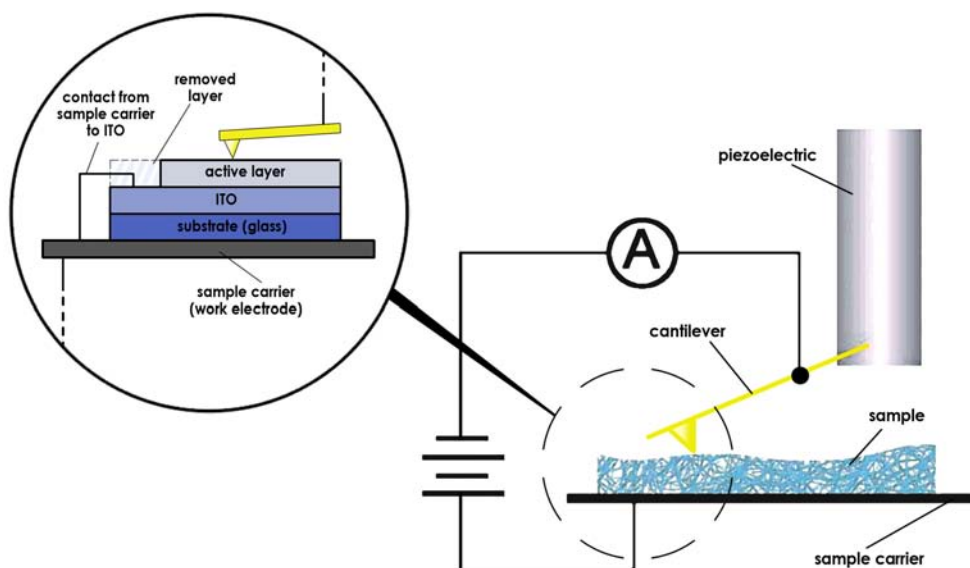 contact from
sample carrier
to ITO
removed
layer
active layer
ITO
substrate (glass)
sample carrier
(work electrode)
A
piezoelectric
cantilever
sample
sample carrier